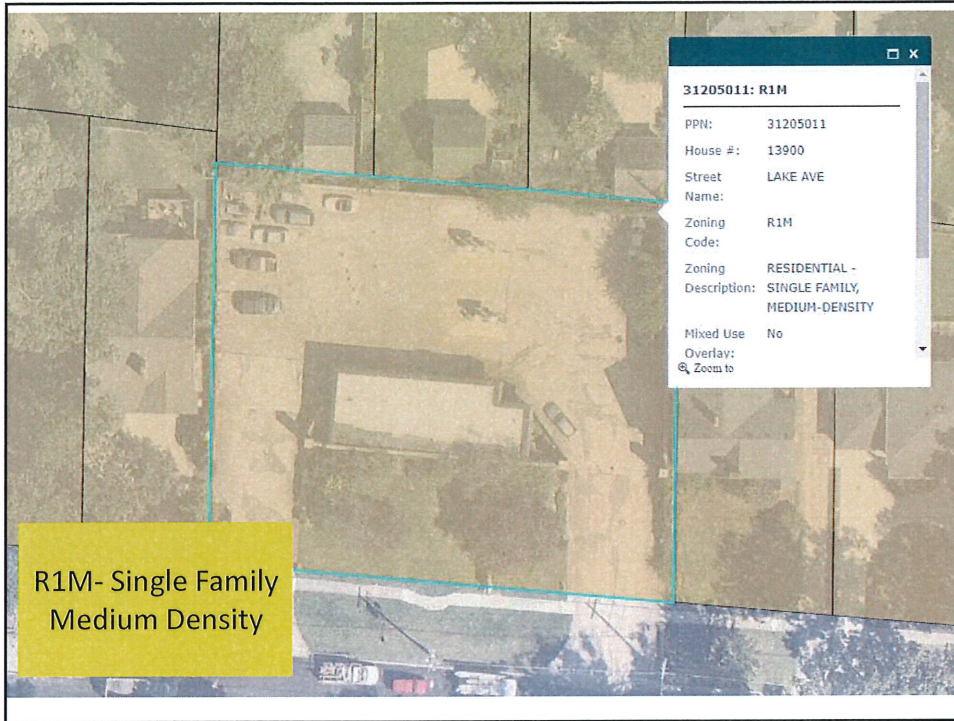 31205011: R1M
PPN: 31205011
House #: 13900
Street Name: LAKE AVE
Zoning Code: R1M
Zoning Description: RESIDENTIAL - SINGLE FAMILY, MEDIUM-DENSITY
Mixed Use Overlay: No
Zoom to
R1M- Single Family
Medium Density